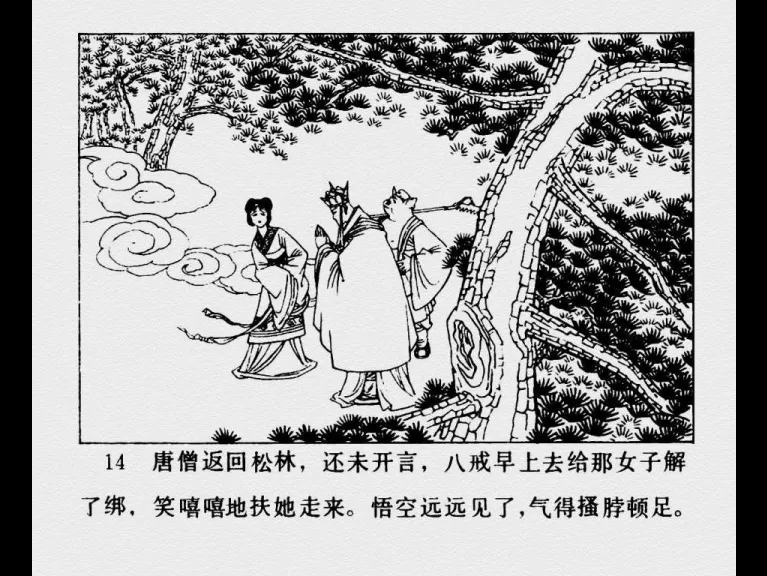 14 唐僧返回松林，还未开言，八戒早上去给那女子解
了绑，笑嘻嘻地扶她走来。悟空远远见了，气得搔脖顿足。